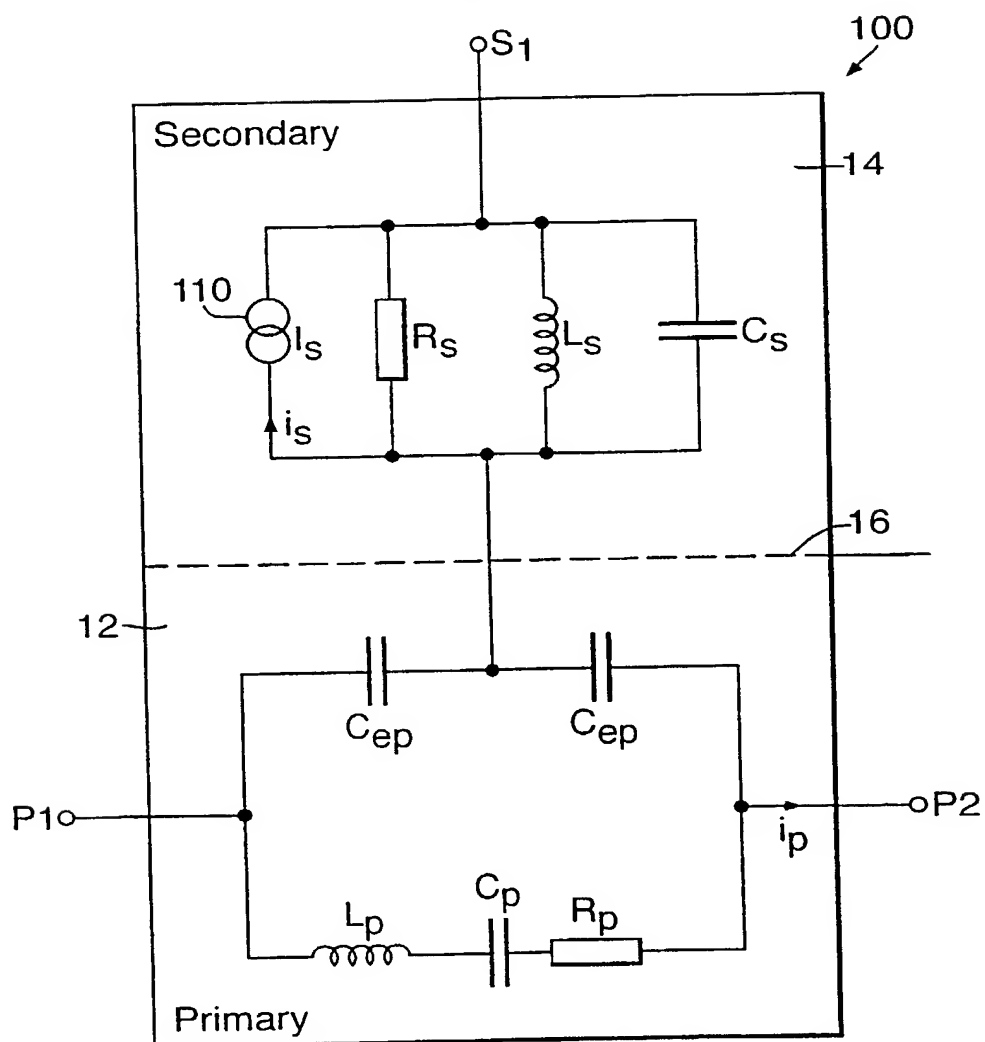 100
S1
Secondary
14
110
Is
Rs
Ls
Cs
is
16
12
Cep
Cep
P1
P2
ip
Lp
Cp
Rp
Primary